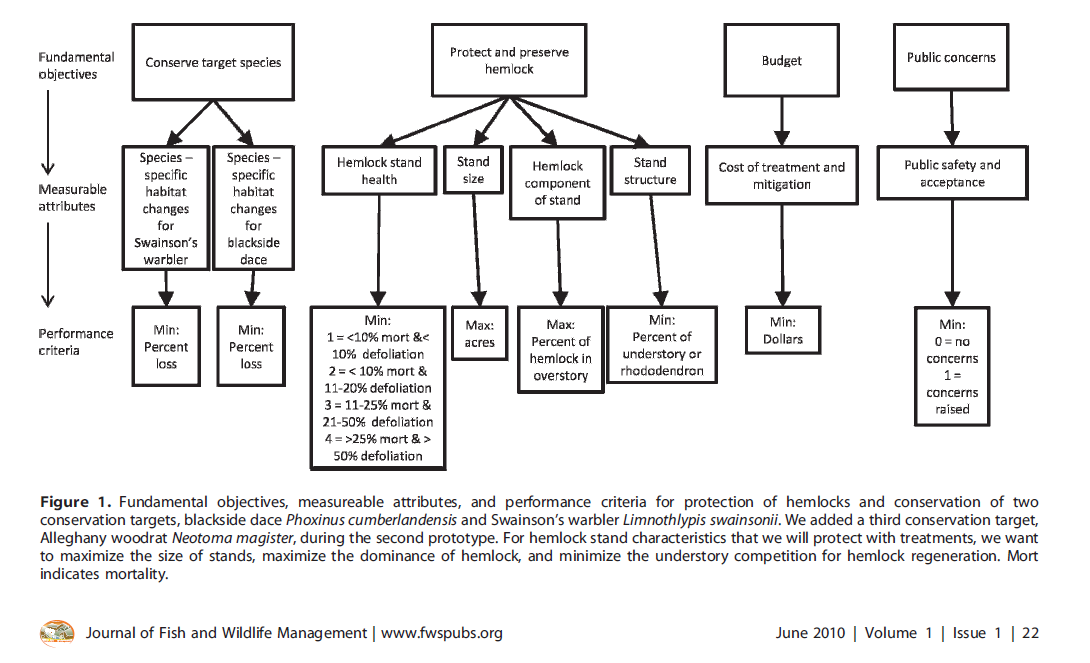 Fundamental
objectives
Conserve target species
Protect and preserve
hemlock
Budget
Public concerns
Measurable
attributes
Species –
specific
habitat
changes
for
Swainson's
warbler
Species –
specific
habitat
changes
for
blackside
dace
Hemlock stand
health
Stand
size
Hemlock
component
of stand
Stand
structure
Cost of treatment and
mitigation
Public safety and
acceptance
Performance
criteria
Min:
Percent
loss
Min:
Percent
loss
Min:
1 = <10% mort &<
10% defoliation
2 = < 10% mort &
11-20% defoliation
3 = 11-25% mort &
21-50% defoliation
4 = >25% mort & >
50% defoliation
Max:
acres
Max:
Percent of
hemlock in
overstory
Min:
Percent of
understory or
rhododendron
Min:
Dollars
Min:
0 = no
concerns
1 =
concerns
raised
Figure 1. Fundamental objectives, measureable attributes, and performance criteria for protection of hemlocks and conservation of two
conservation targets, blackside dace Phoxinus cumberlandensis and Swainson's warbler Limnothlypis swainsonii. We added a third conservation target,
Alleghany woodrat Neotoma magister, during the second prototype. For hemlock stand characteristics that we will protect with treatments, we want
to maximize the size of stands, maximize the dominance of hemlock, and minimize the understory competition for hemlock regeneration. Mort
indicates mortality.
Journal of Fish and Wildlife Management | www.fwspubs.org
June 2010 | Volume 1 | Issue 1 | 22